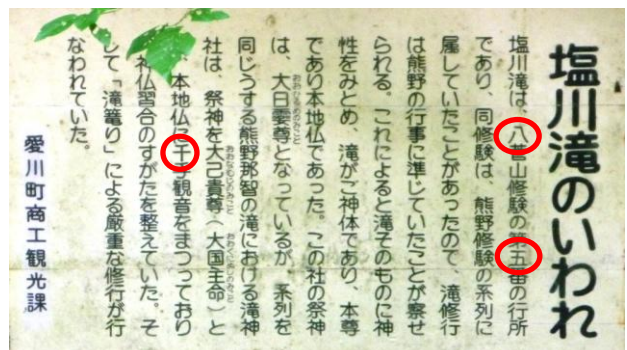 塩川滝のいわれ
塩川滝は、八菅山修験の第五番の行所
であり、同修験は、熊野修験の系列に
属していたことがあったので、滝修行
は熊野の行事に準じていたことが察せ
られる。これによると滝そのものに神
性をみとめ、滝がご神体であり、本尊
であり本地仏であった。この社の祭神
は、大日孁尊となっているが、系列を
同じうする熊野那智の滝における滝神
社は、祭神を大己貴尊(大国主命)と
、本地仏に千手観音をまつっており
神仏習合のすがたを整えていた。そ
して「滝籠り」による厳重な修行が行
なわれていた。
愛川町商工観光課